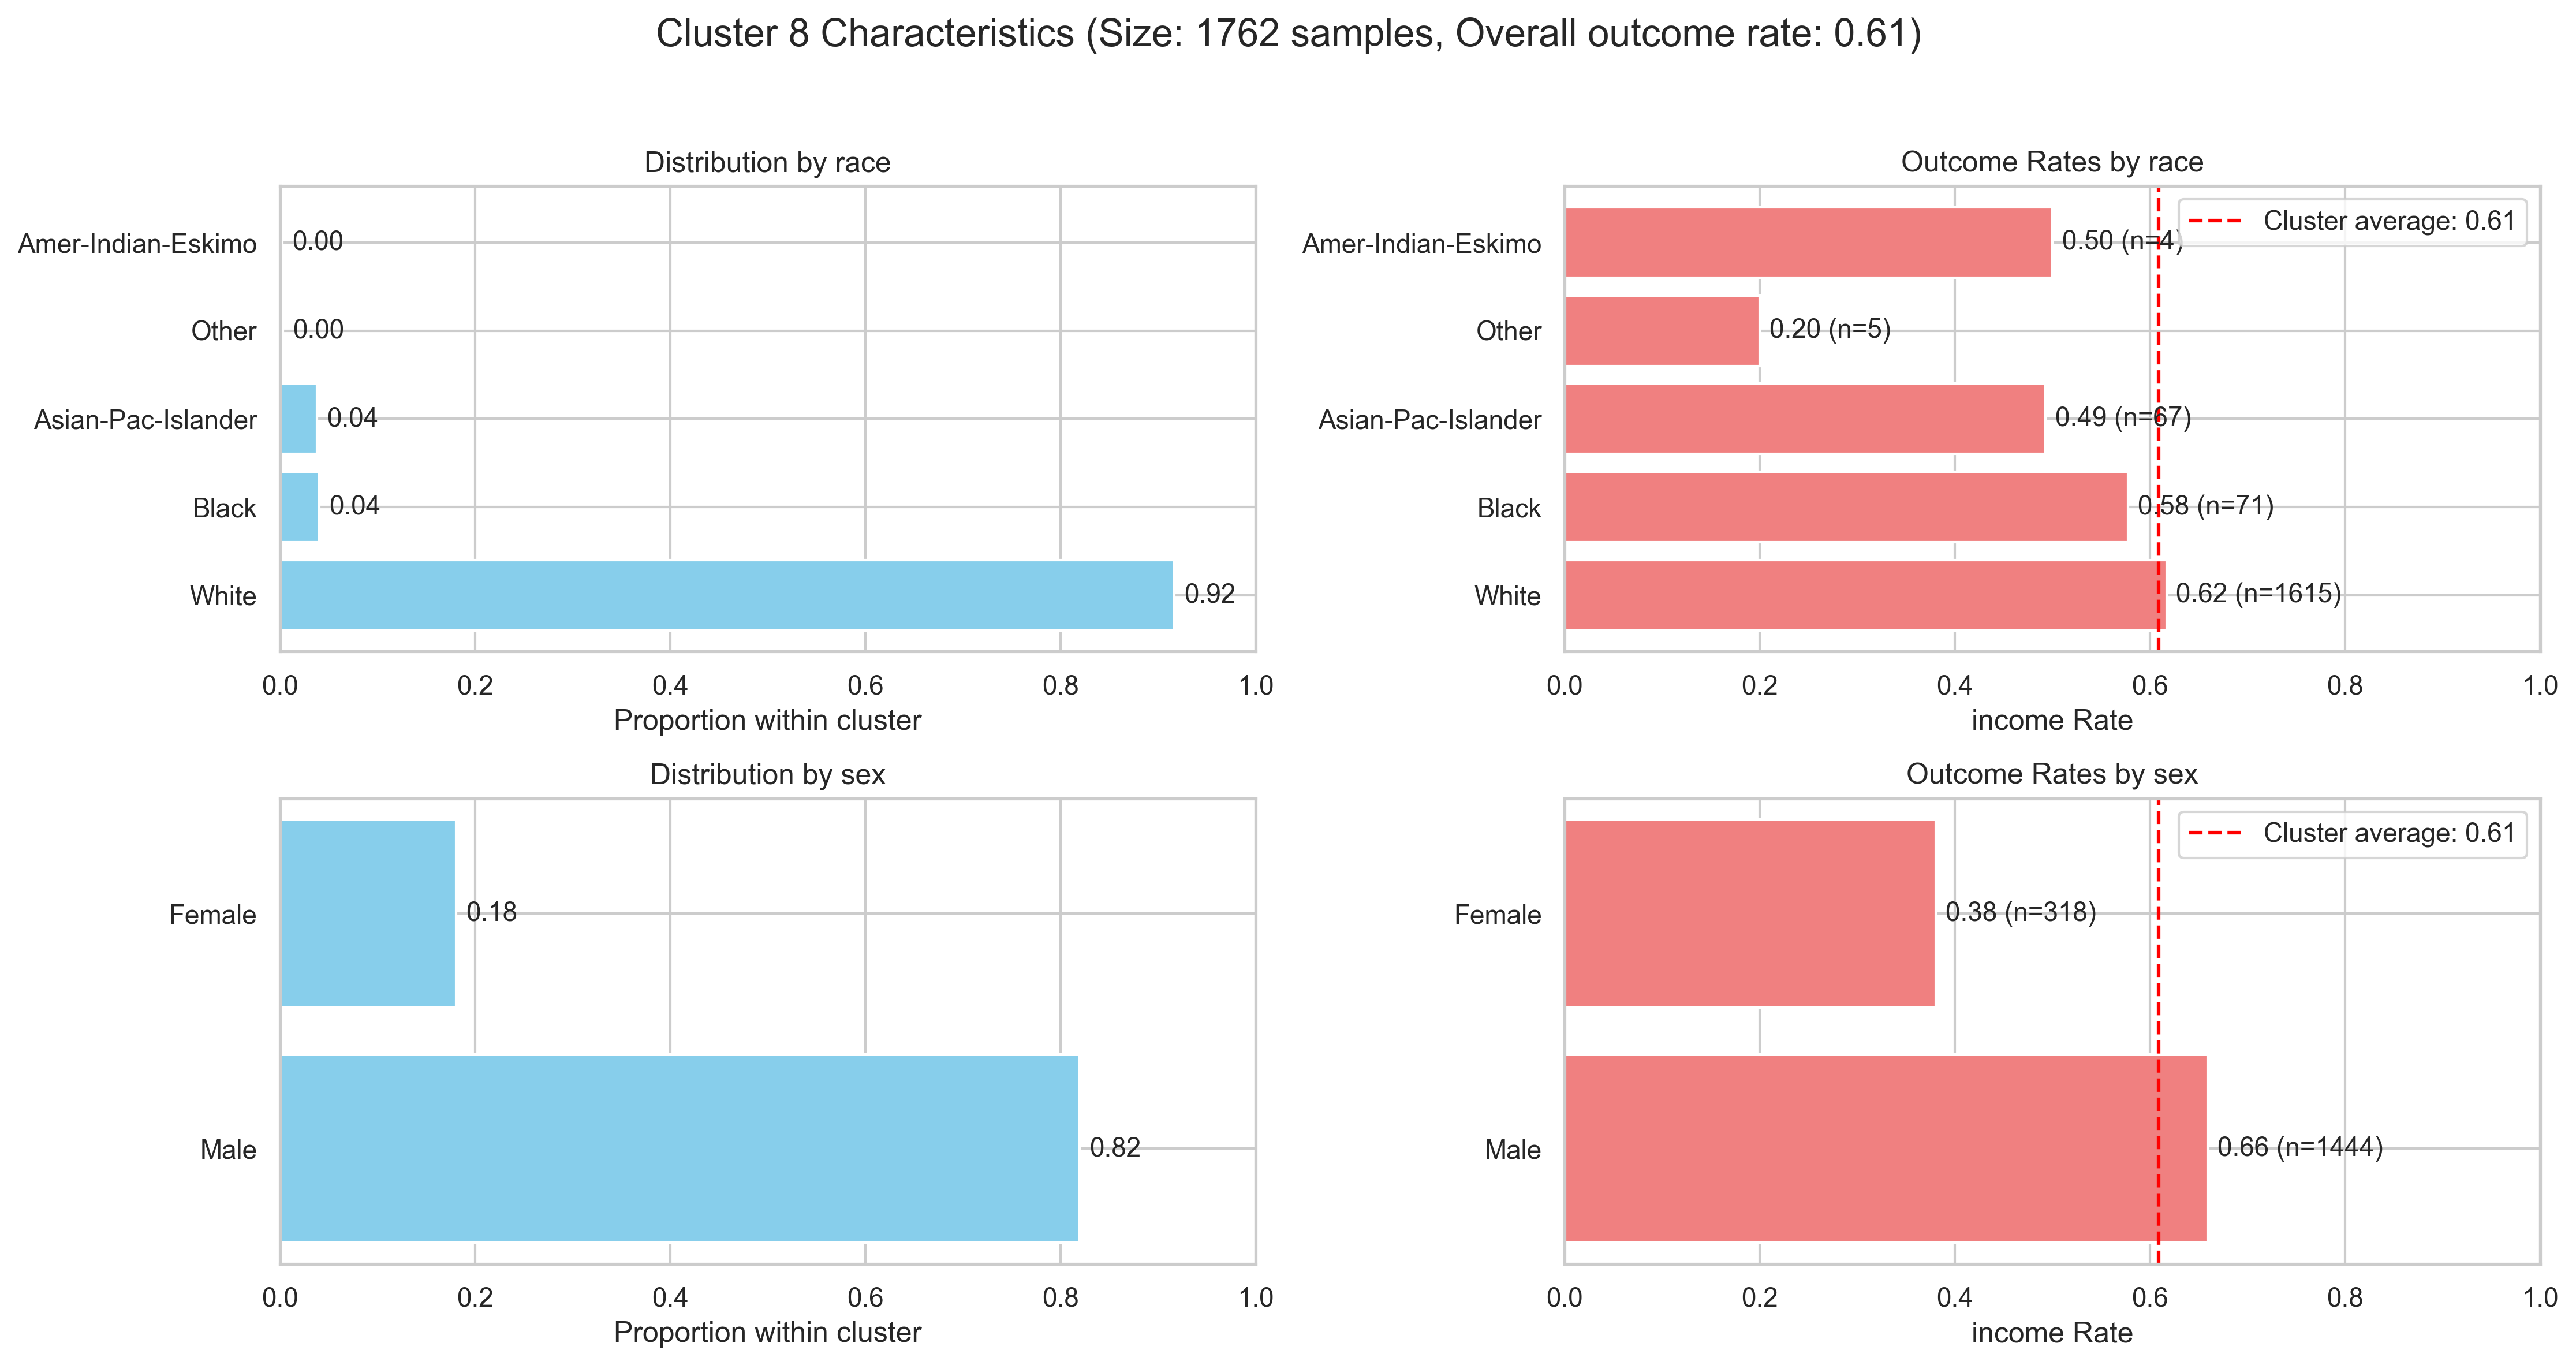 Cluster 8 Characteristics (Size: 1762 samples, Overall outcome rate: 0.61)
Distribution by race
Amer-Indian-Eskimo
0.00
Other
0.00
Asian-Pac-Islander
0.04
Black
0.04
White
0.92
0.0 0.2 0.4 0.6 0.8 1.0
Proportion within cluster
Outcome Rates by race
Cluster average: 0.61
Amer-Indian-Eskimo
0.50 (n=4)
Other
0.20 (n=5)
Asian-Pac-Islander
0.49 (n=67)
Black
0.58 (n=71)
White
0.62 (n=1615)
0.0 0.2 0.4 0.6 0.8 1.0
income Rate
Distribution by sex
Female
0.18
Male
0.82
0.0 0.2 0.4 0.6 0.8 1.0
Proportion within cluster
Outcome Rates by sex
Cluster average: 0.61
Female
0.38 (n=318)
Male
0.66 (n=1444)
0.0 0.2 0.4 0.6 0.8 1.0
income Rate